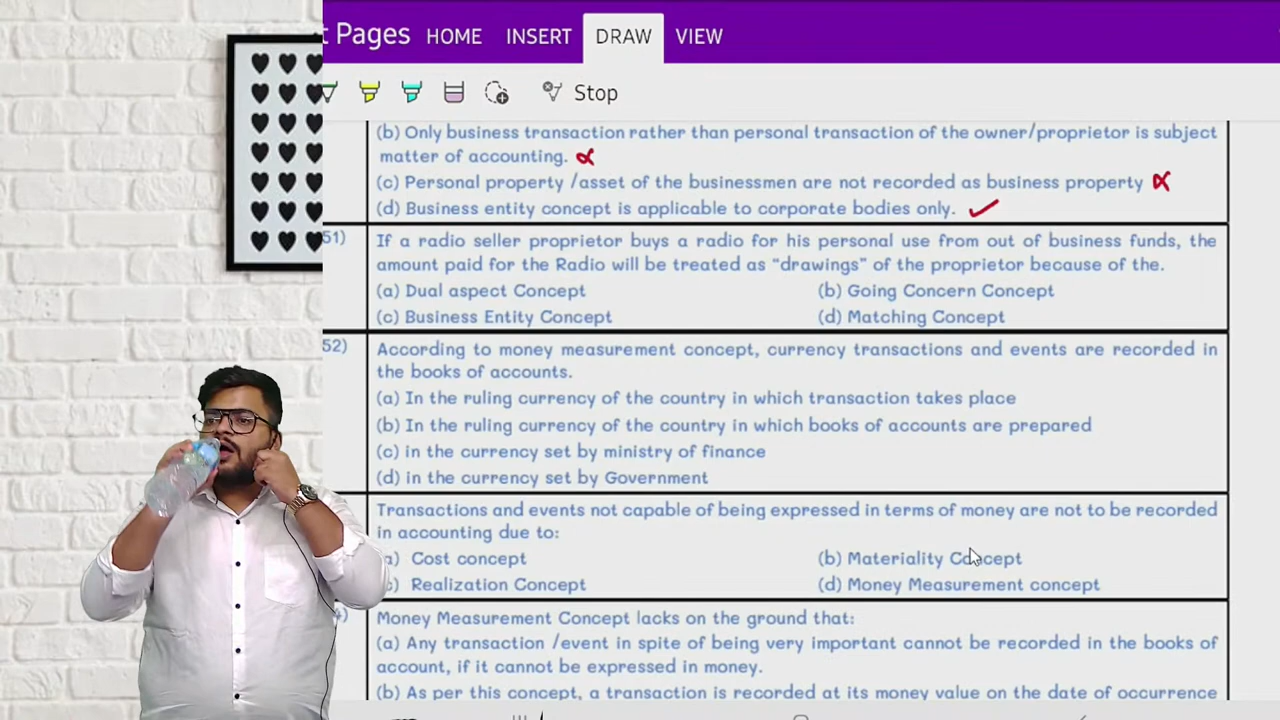 t Pages HOME INSERT DRAW VIEW
Stop
(b) Only business transaction rather than personal transaction of the owner/proprietor is subject
matter of accounting.
(c) Personal property /asset of the businessmen are not recorded as business property
(d) Business entity concept is applicable to corporate bodies only.
51) If a radio seller proprietor buys a radio for his personal use from out of business funds, the
amount paid for the Radio will be treated as “drawings” of the proprietor because of the.
(a) Dual aspect Concept (b) Going Concern Concept
(c) Business Entity Concept (d) Matching Concept
52) According to money measurement concept, currency transactions and events are recorded in
the books of accounts.
(a) In the ruling currency of the country in which transaction takes place
(b) In the ruling currency of the country in which books of accounts are prepared
(c) in the currency set by ministry of finance
(d) in the currency set by Government
Transactions and events not capable of being expressed in terms of money are not to be recorded
in accounting due to:
a) Cost concept (b) Materiality Concept
) Realization Concept (d) Money Measurement concept
) Money Measurement Concept lacks on the ground that:
(a) Any transaction /event in spite of being very important cannot be recorded in the books of
account, if it cannot be expressed in money.
(b) As per this concept, a transaction is recorded at its money value on the date of occurrence